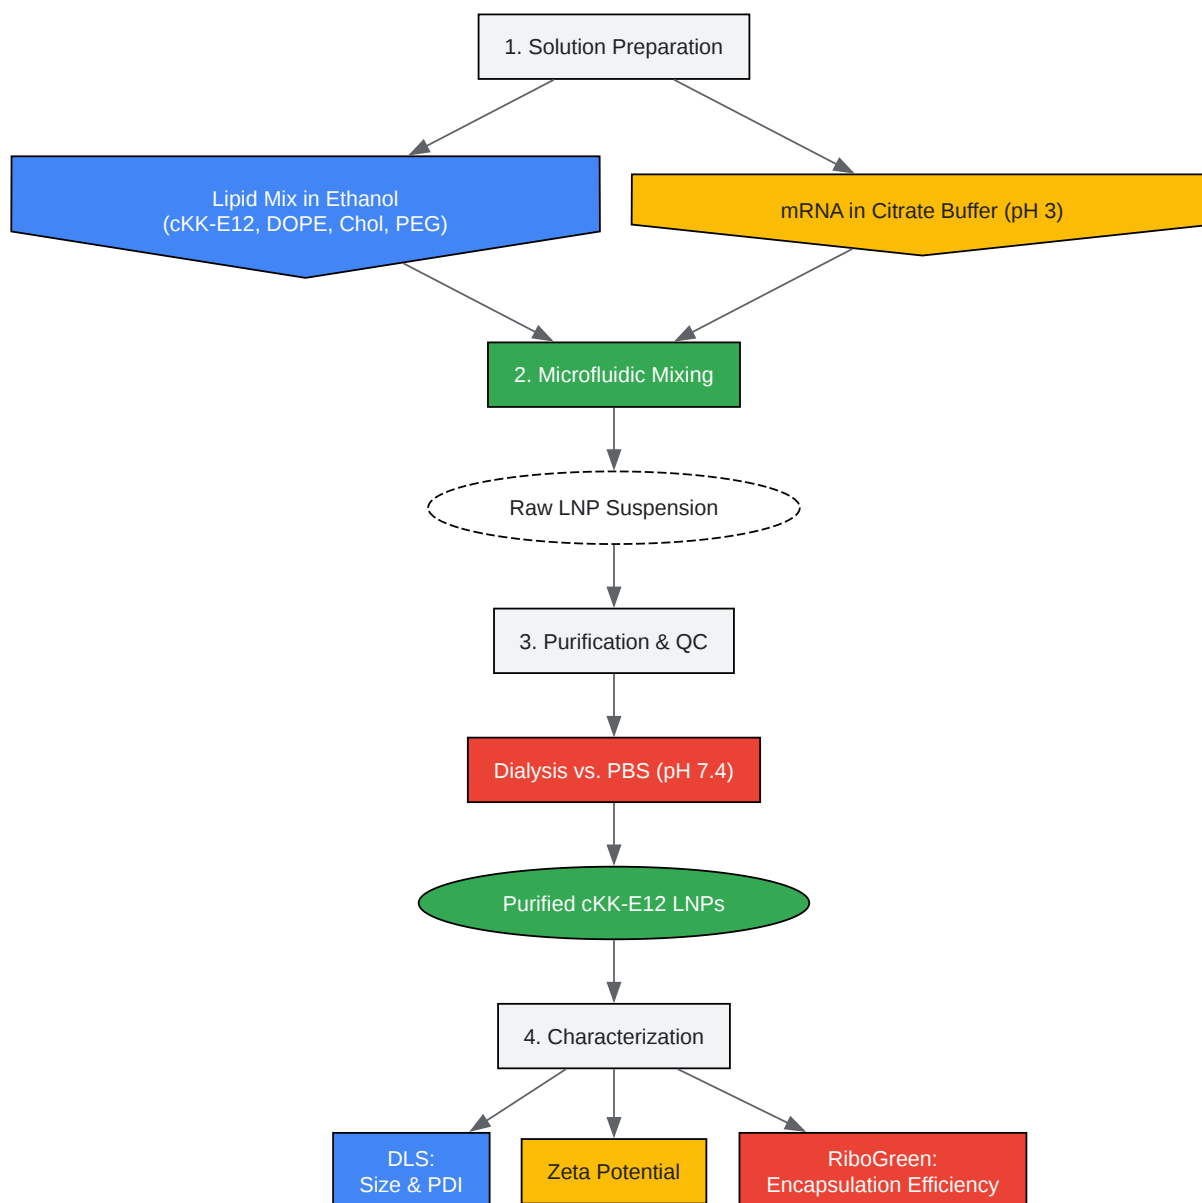 1. Solution Preparation
Lipid Mix in Ethanol
(cKK-E12, DOPE, Chol, PEG)
mRNA in Citrate Buffer (pH 3)
2. Microfluidic Mixing
Raw LNP Suspension
3. Purification & QC
Dialysis vs. PBS (pH 7.4)
Purified cKK-E12 LNPs
4. Characterization
DLS:
Size & PDI
Zeta Potential
RiboGreen:
Encapsulation Efficiency